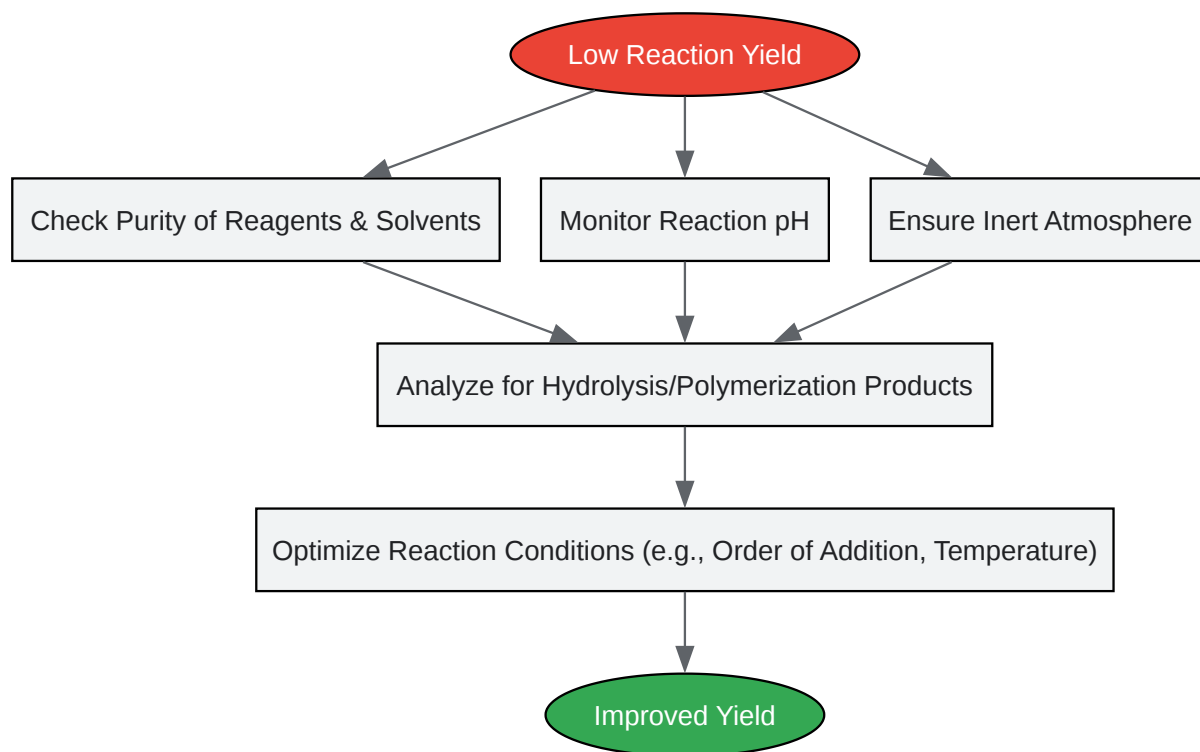 Low Reaction Yield
Check Purity of Reagents & Solvents
Monitor Reaction pH
Ensure Inert Atmosphere
Analyze for Hydrolysis/Polymerization Products
Optimize Reaction Conditions (e.g., Order of Addition, Temperature)
Improved Yield